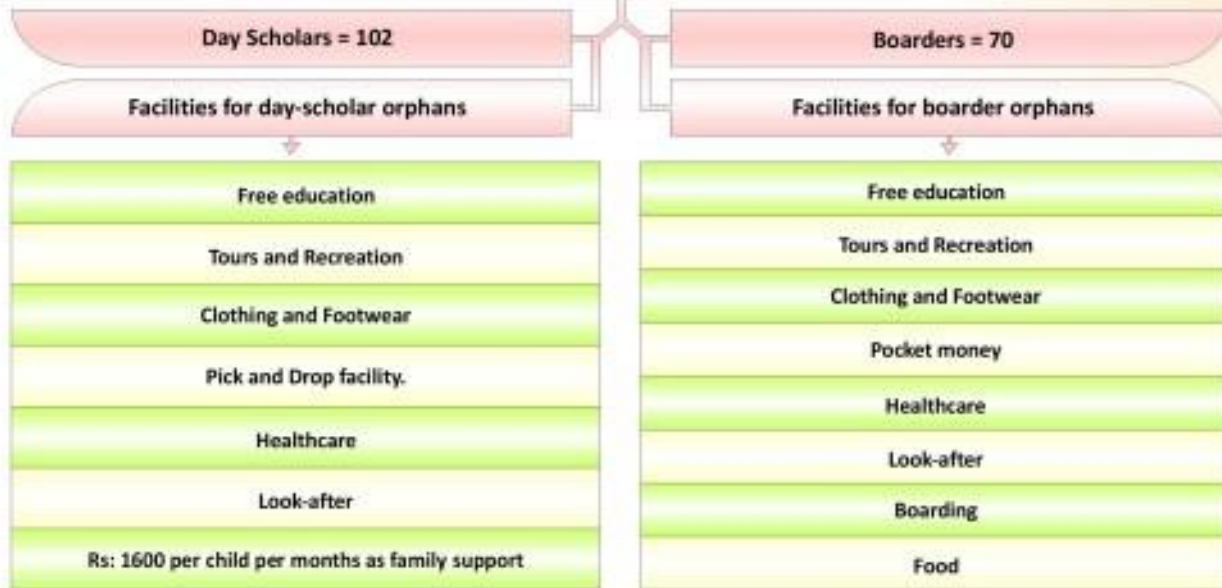 Day Scholars = 102
Facilities for day-scholar orphans
Free education
Tours and Recreation
Clothing and Footwear
Pick and Drop facility.
Healthcare
Look-after
Rs: 1600 per child per months as family support
Boarders = 70
Facilities for boarder orphans
Free education
Tours and Recreation
Clothing and Footwear
Pocket money
Healthcare
Look-after
Boarding
Food